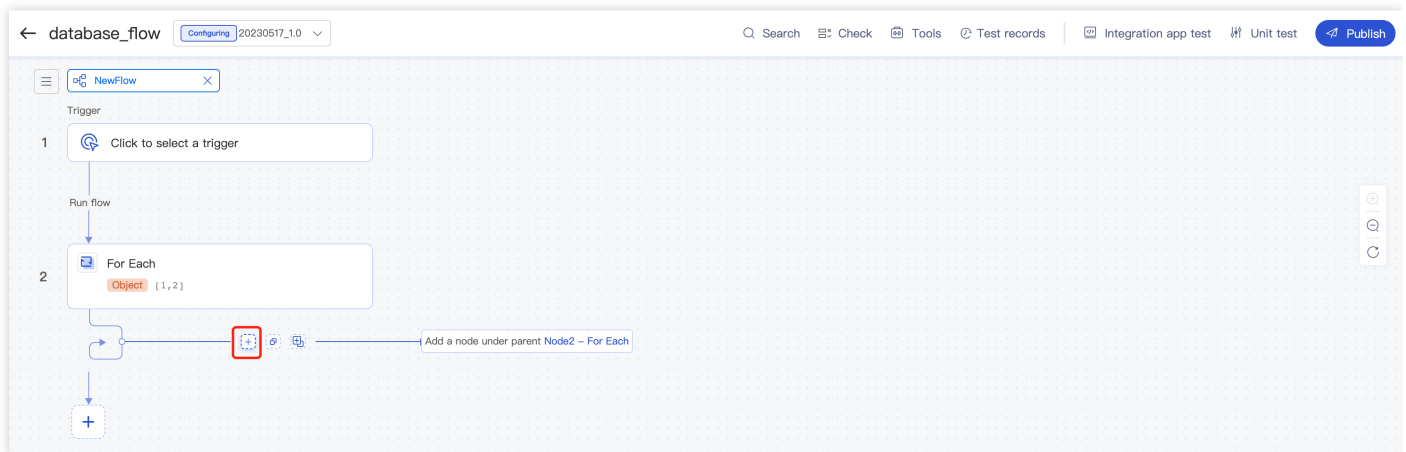 database_flow Configuring 20230517_1.0 Search Check Tools Test records Integration app test Unit test Publish
NewFlow
Trigger
1 Click to select a trigger
Run flow
2 For Each
Object [1,2]
Add a node under parent Node2 – For Each